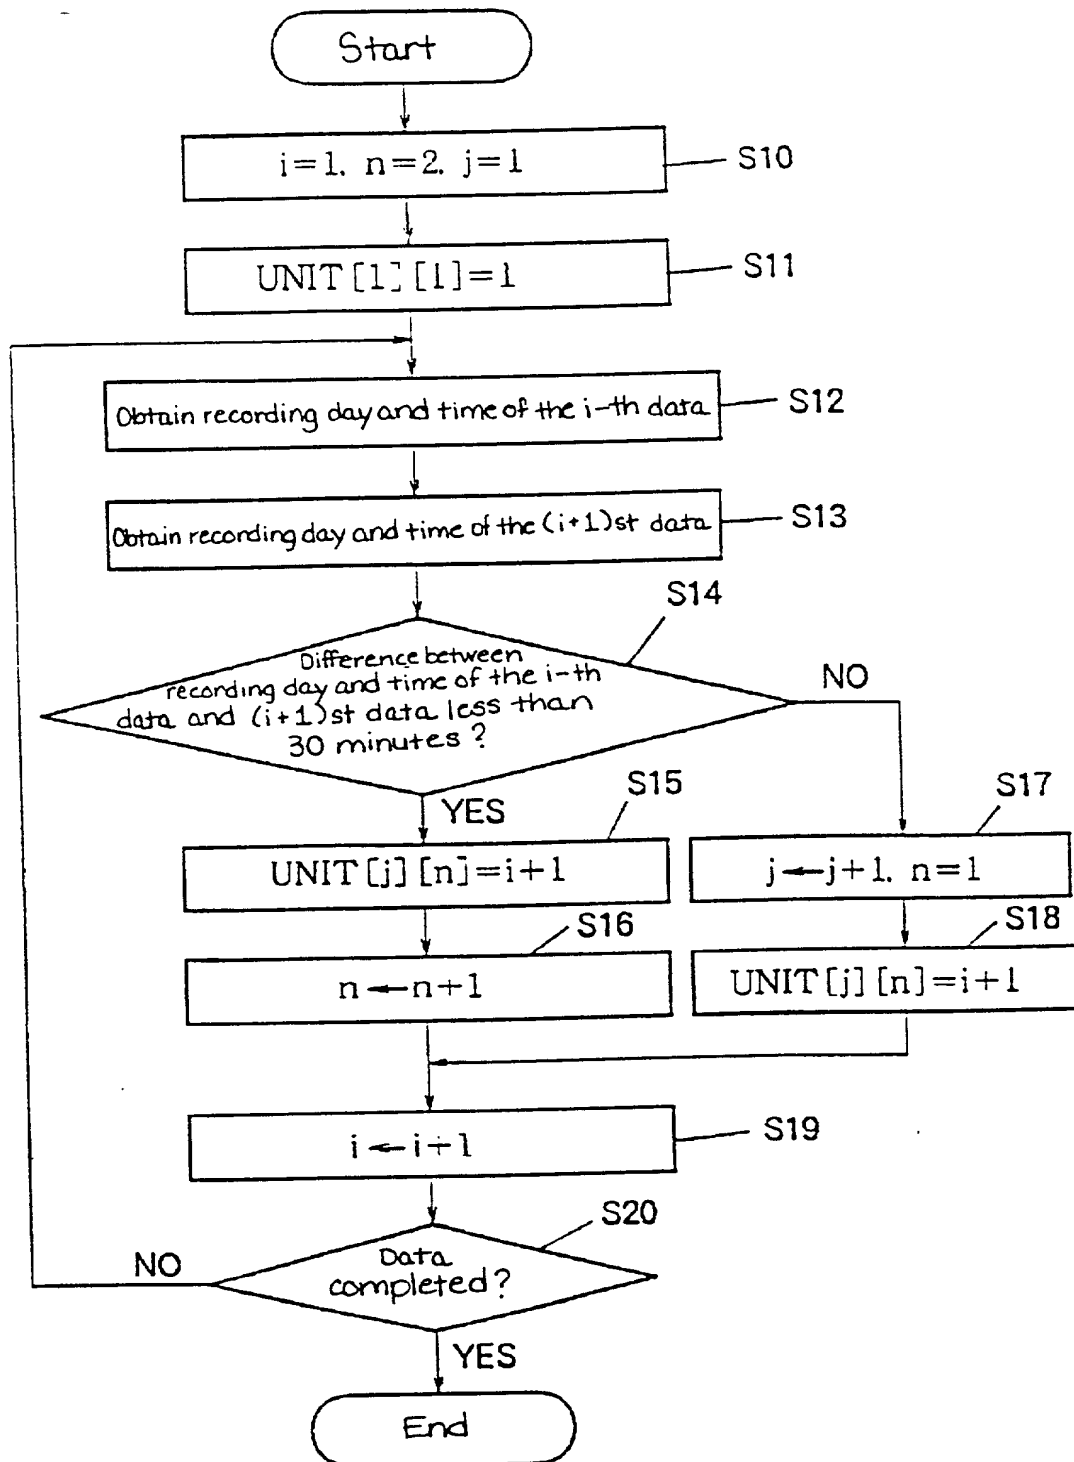 Start
i=1. n=2. j=1
S10
UNIT[1][1]=1
S11
Obtain recording day and time of the i-th data
S12
Obtain recording day and time of the (i+1)st data
S13
S14
Difference between
recording day and time of the i-th
data and (i+1)st data less than
30 minutes?
NO
YES
S15
UNIT[j][n]=i+1
S17
j←j+1. n=1
S16
n←n+1
S18
UNIT[j][n]=i+1
i←i+1
S19
S20
Data
completed?
NO
YES
End